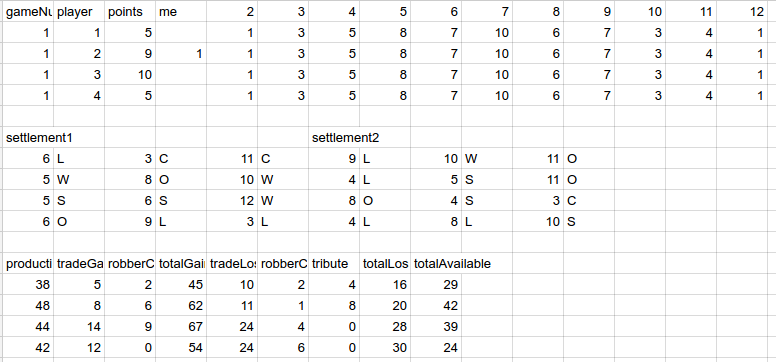 gameNu player points me 2 3 4 5 6 7 8 9 10 11 12
1 1 5 1 3 5 8 7 10 6 7 3 4 1
1 2 9 1 1 3 5 8 7 10 6 7 3 4 1
1 3 10 1 3 5 8 7 10 6 7 3 4 1
1 4 5 1 3 5 8 7 10 6 7 3 4 1
settlement1 settlement2
6 L 3 C 11 C 9 L 10 W 11 O
5 W 8 O 10 W 4 L 5 S 11 O
5 S 6 S 12 W 8 O 4 S 3 C
6 O 9 L 3 L 4 L 8 L 10 S
producti tradeGa robberC totalGai tradeLos robberC tribute totalLos totalAvailable
38 5 2 45 10 2 4 16 29
48 8 6 62 11 1 8 20 42
44 14 9 67 24 4 0 28 39
42 12 0 54 24 6 0 30 24